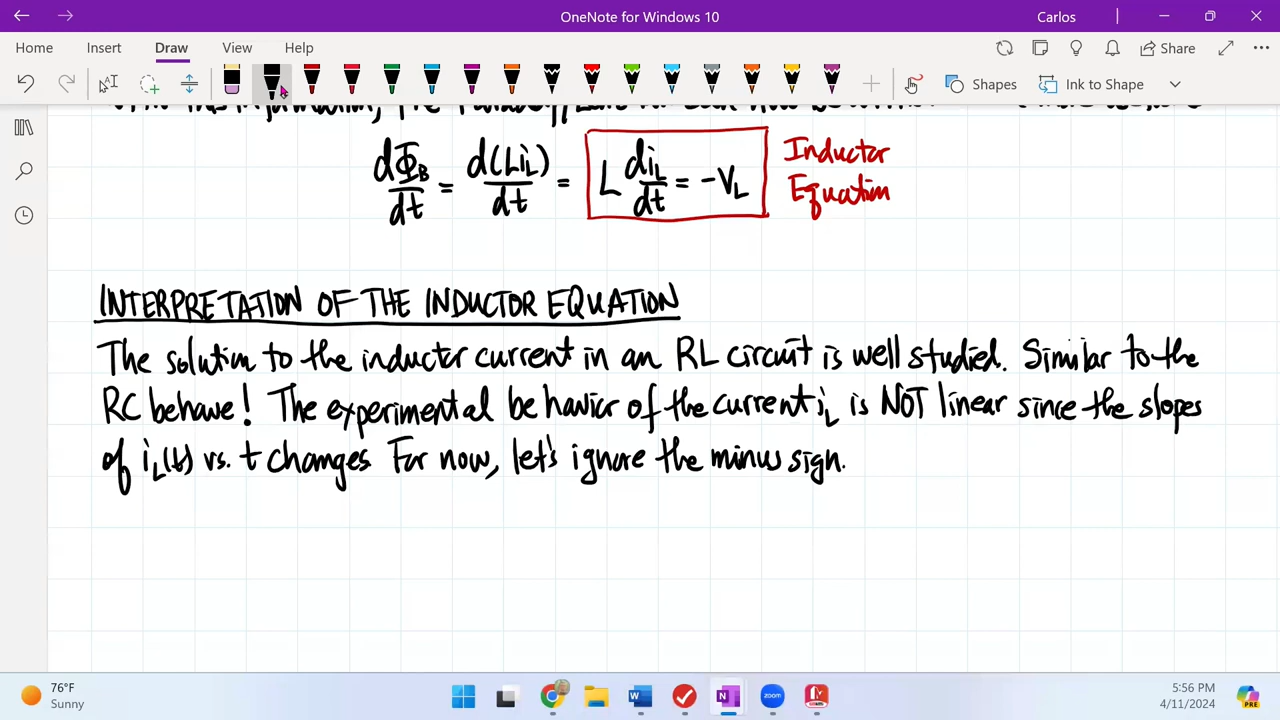 OneNote for Windows 10
Carlos
Home Insert Draw View Help
Share
Shapes
Ink to Shape
dΦB/dt = d(LiL)/dt = L diL/dt = -VL
Inductor
Equation
INTERPRETATION OF THE INDUCTOR EQUATION
The solution to the inductor current in an RL circuit is well studied. Similar to the
RC behave! The experimental behavior of the current iL is NOT linear since the slopes
of iL(t) vs. t changes. For now, let's ignore the minus sign.
76°F
Sunny
5:56 PM
4/11/2024
W
N
zoom
PRE